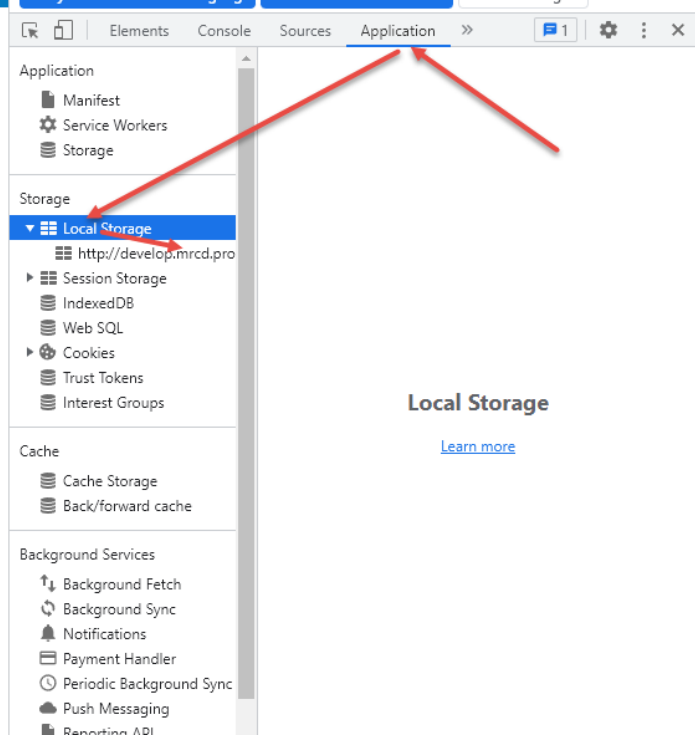 Elements Console Sources Application 1
Application
Manifest
Service Workers
Storage
Storage
Local Storage
http://develop.mrcd.pro
Session Storage
IndexedDB
Web SQL
Cookies
Trust Tokens
Interest Groups
Local Storage
Learn more
Cache
Cache Storage
Back/forward cache
Background Services
Background Fetch
Background Sync
Notifications
Payment Handler
Periodic Background Sync
Push Messaging
Reporting API